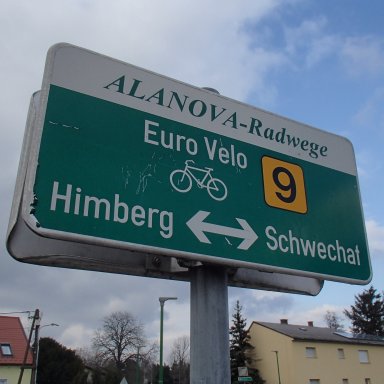 ALANOVA-Radwege
Euro Velo
9
Himberg
Schwechat